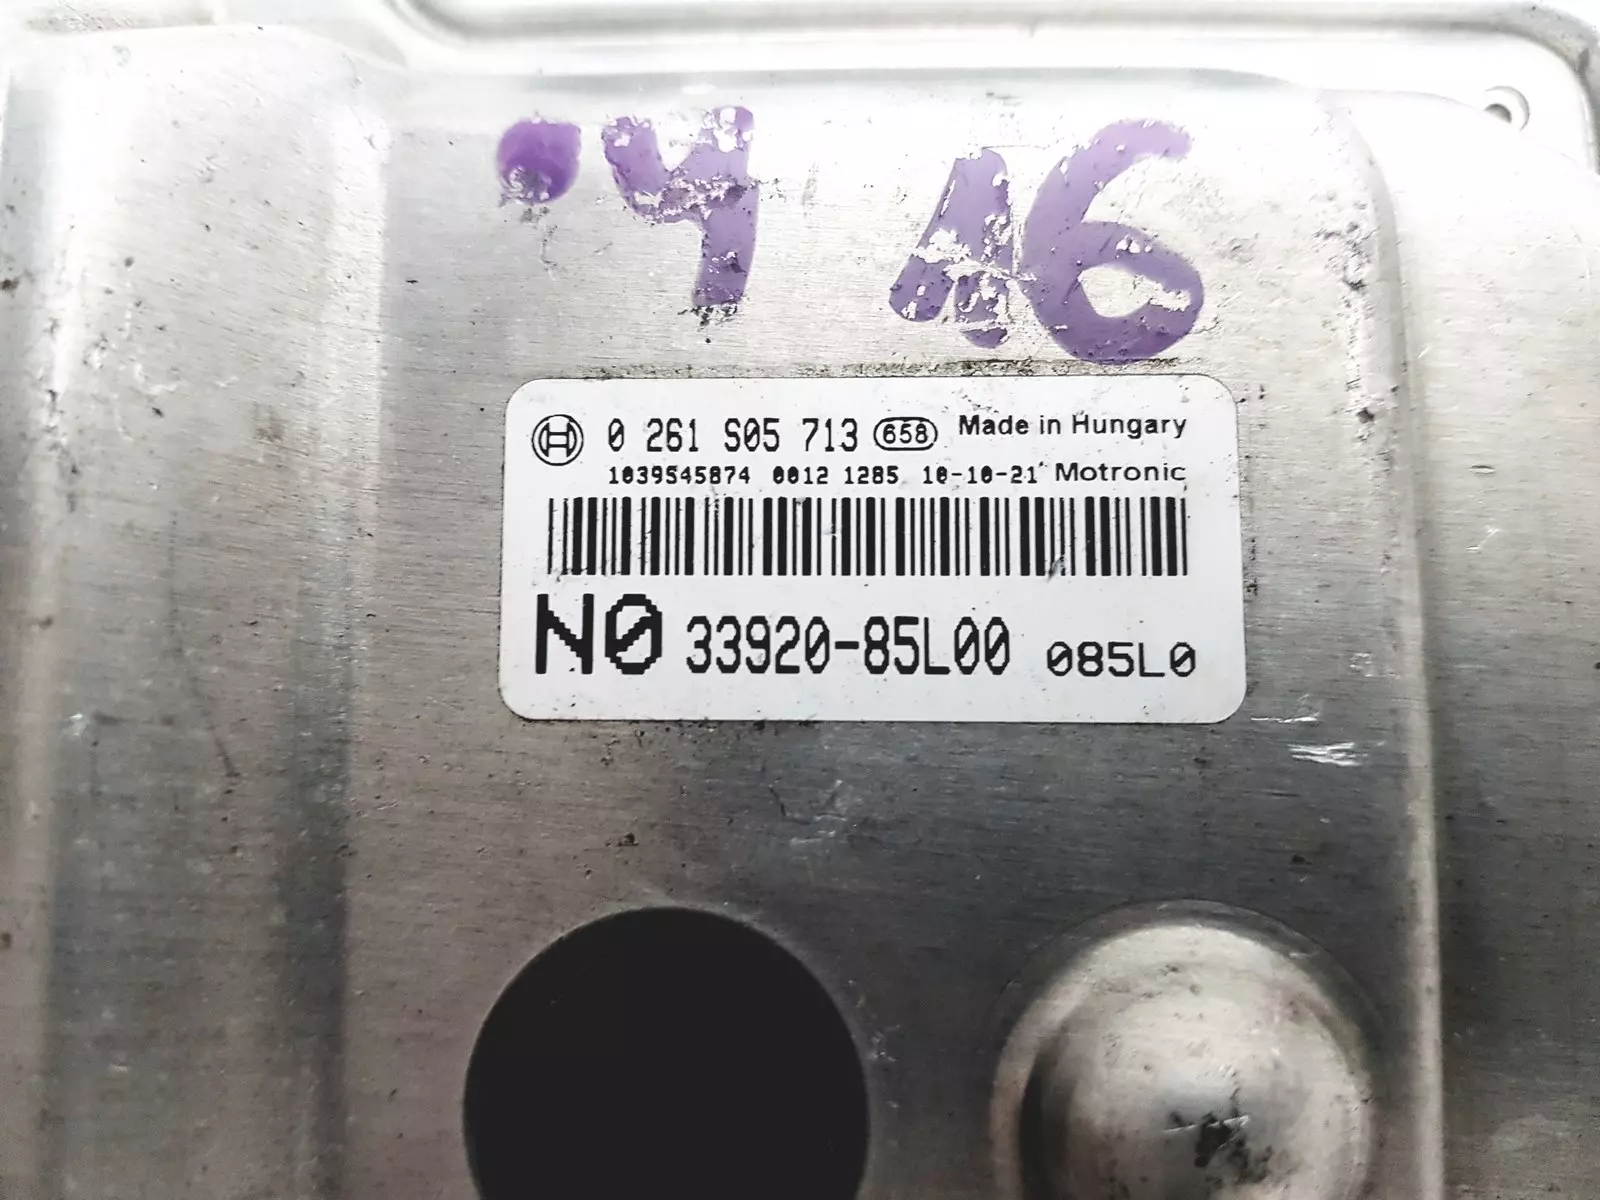 4 16
0 261 S05 713 658 Made in Hungary
1039545874 0012 1285 10-10-21 Motronic
N0 33920-85L00 085L0